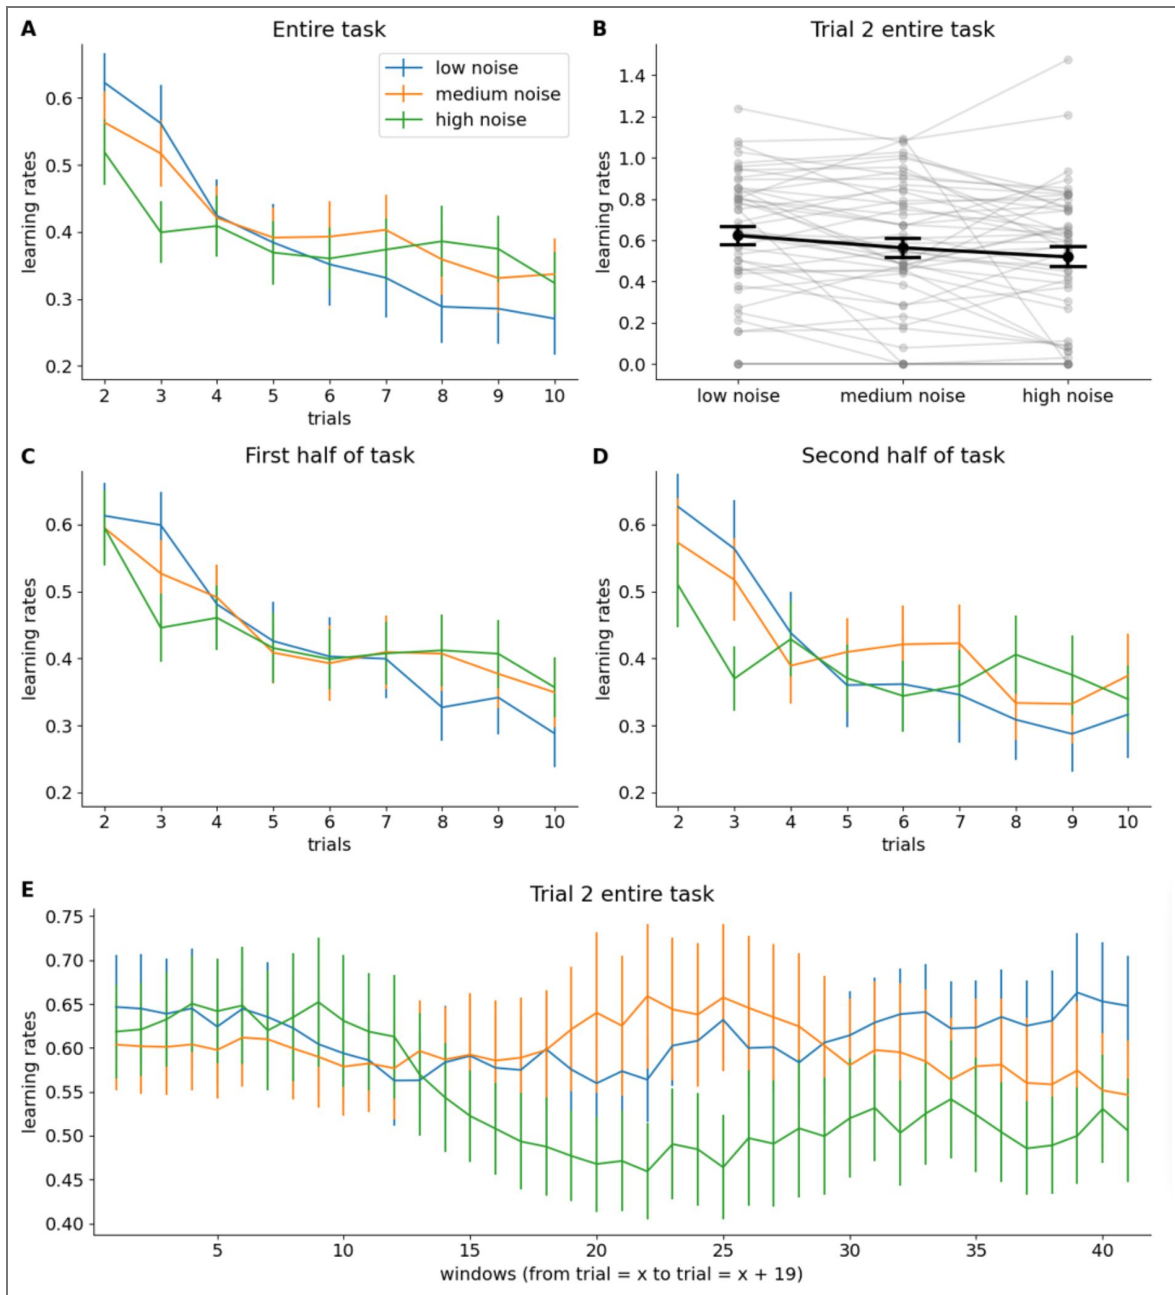 A
Entire task
low noise
medium noise
high noise
learning rates
0.6
0.5
0.4
0.3
0.2
2 3 4 5 6 7 8 9 10
trials
B
Trial 2 entire task
learning rates
1.4
1.2
1.0
0.8
0.6
0.4
0.2
0.0
low noise medium noise high noise
C
First half of task
learning rates
0.6
0.5
0.4
0.3
0.2
2 3 4 5 6 7 8 9 10
trials
D
Second half of task
learning rates
0.6
0.5
0.4
0.3
0.2
2 3 4 5 6 7 8 9 10
trials
E
Trial 2 entire task
learning rates
0.75
0.70
0.65
0.60
0.55
0.50
0.45
0.40
5 10 15 20 25 30 35 40
windows (from trial = x to trial = x + 19)